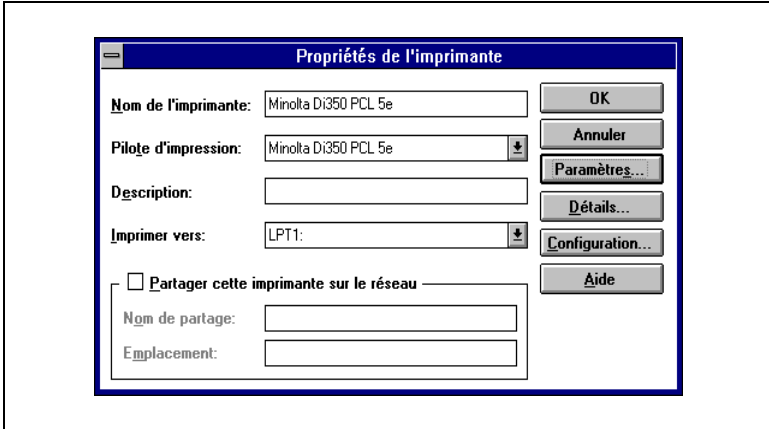 Propriétés de l'imprimante
Nom de l'imprimante: Minolta Di350 PCL 5e
Pilote d'impression: Minolta Di350 PCL 5e
Description:
Imprimer vers: LPT1:
Partager cette imprimante sur le réseau
Nom de partage:
Emplacement:
OK
Annuler
Paramètres...
Détails...
Configuration...
Aide